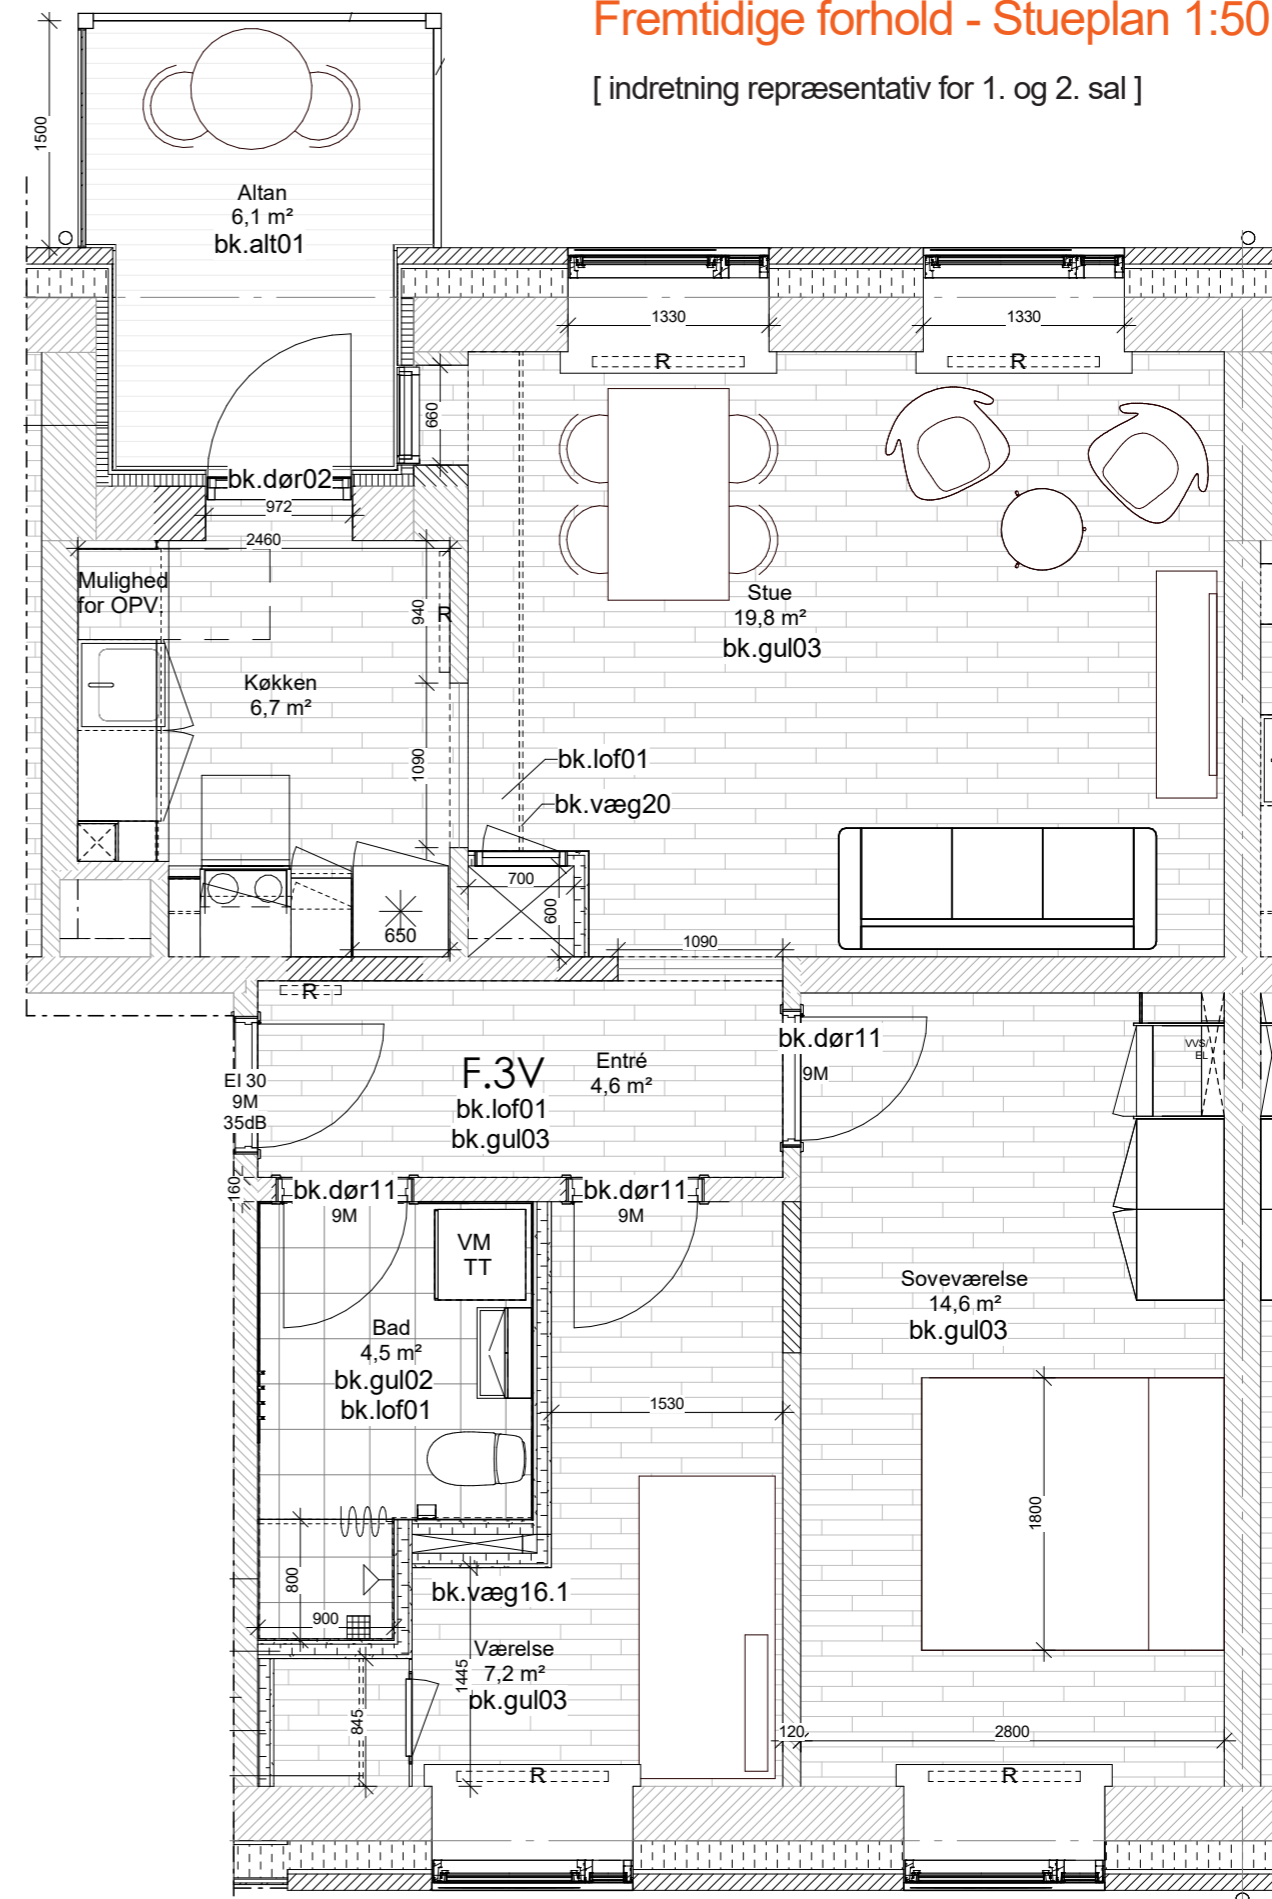 Fremtidige forhold - Stueplan 1:50
[ indretning repræsentativ for 1. og 2. sal ]
1500
Altan
6,1 m²
bk.alt01
1330
1330
R
R
660
bk.dør02
972
2460
Mulighed
for OPV.
940
R
Stue
19,8 m²
bk.gul03
Køkken
6,7 m²
1090
bk.lof01
bk.væg20
700
600
650
1090
R
bk.dør11
9M
VVS/
EL
EI 30
9M
35dB
F.3V
bk.lof01
bk.gul03
Entré
4,6 m²
160
bk.dør11
9M
bk.dør11
9M
VM
TT
Soveværelse
14,6 m²
bk.gul03
Bad
4,5 m²
bk.gul02
bk.lof01
1530
1800
800
900
bk.væg16.1
Værelse
7,2 m²
bk.gul03
1445
845
120
2800
R
R